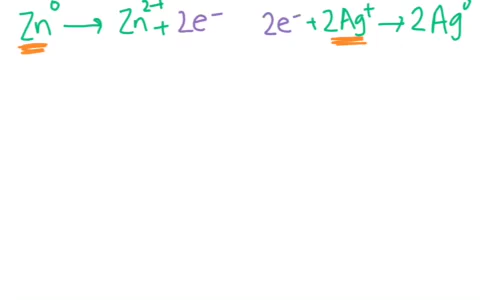 Zn⁰ → Zn²⁺ + 2e⁻ 2e⁻ + 2Ag⁺ → 2Ag⁰